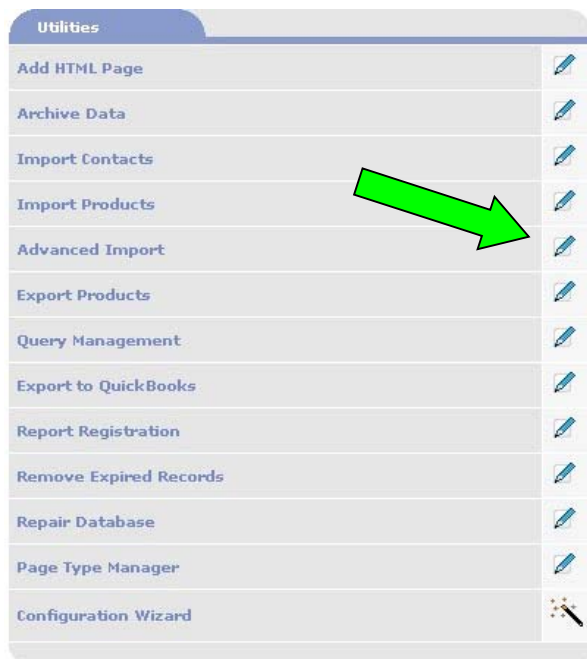 Utilities
Add HTML Page
Archive Data
Import Contacts
Import Products
Advanced Import
Export Products
Query Management
Export to QuickBooks
Report Registration
Remove Expired Records
Repair Database
Page Type Manager
Configuration Wizard